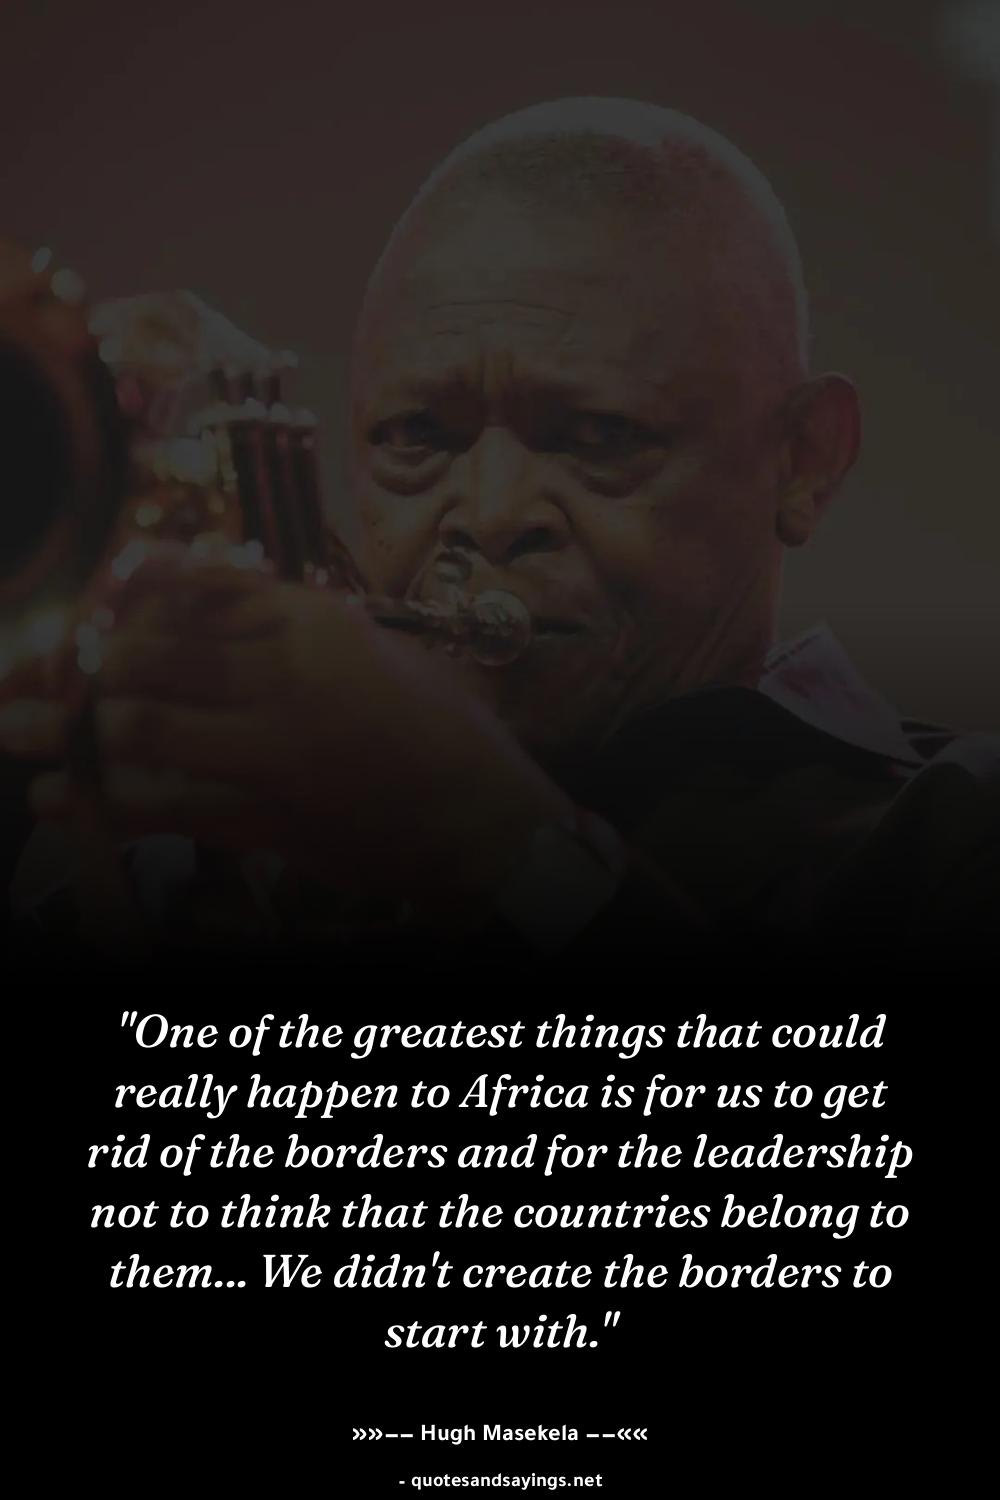 "One of the greatest things that could
really happen to Africa is for us to get
rid of the borders and for the leadership
not to think that the countries belong to
them... We didn't create the borders to
start with."
»»–– Hugh Masekela ––««
- quotesandsayings.net